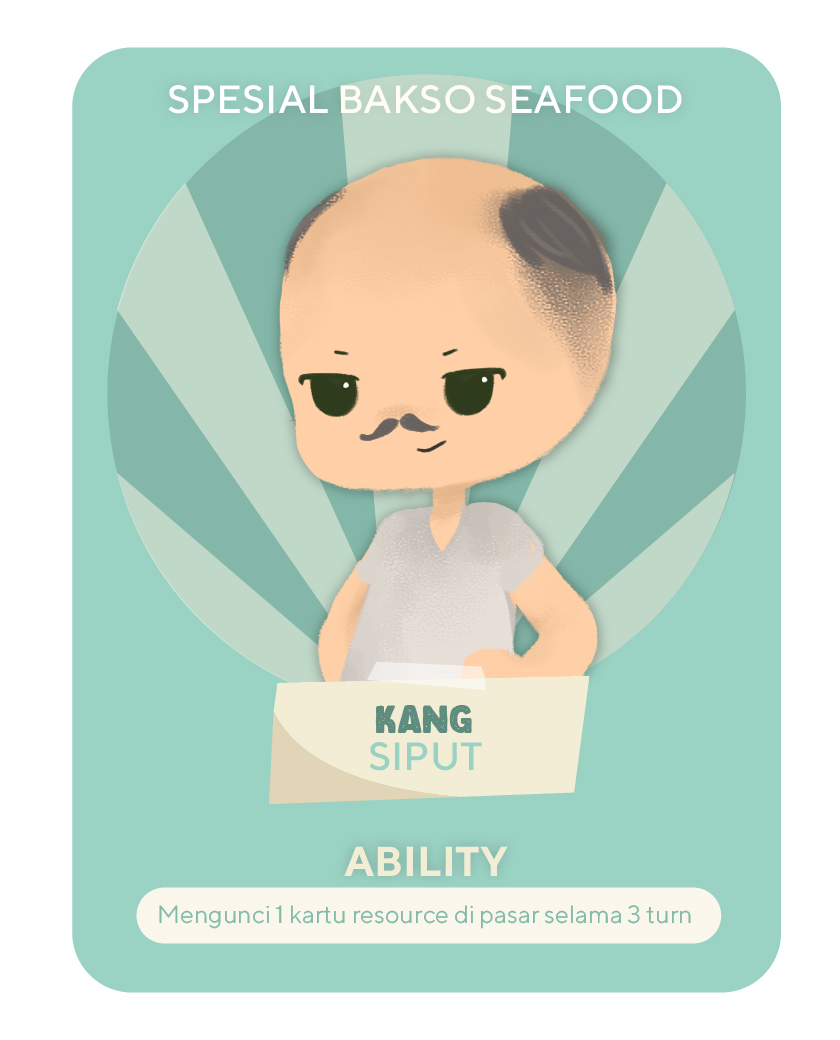 SPESIAL BAKSO SEAFOOD
KANG
SIPUT
ABILITY
Mengunci 1 kartu resource di pasar selama 3 turn